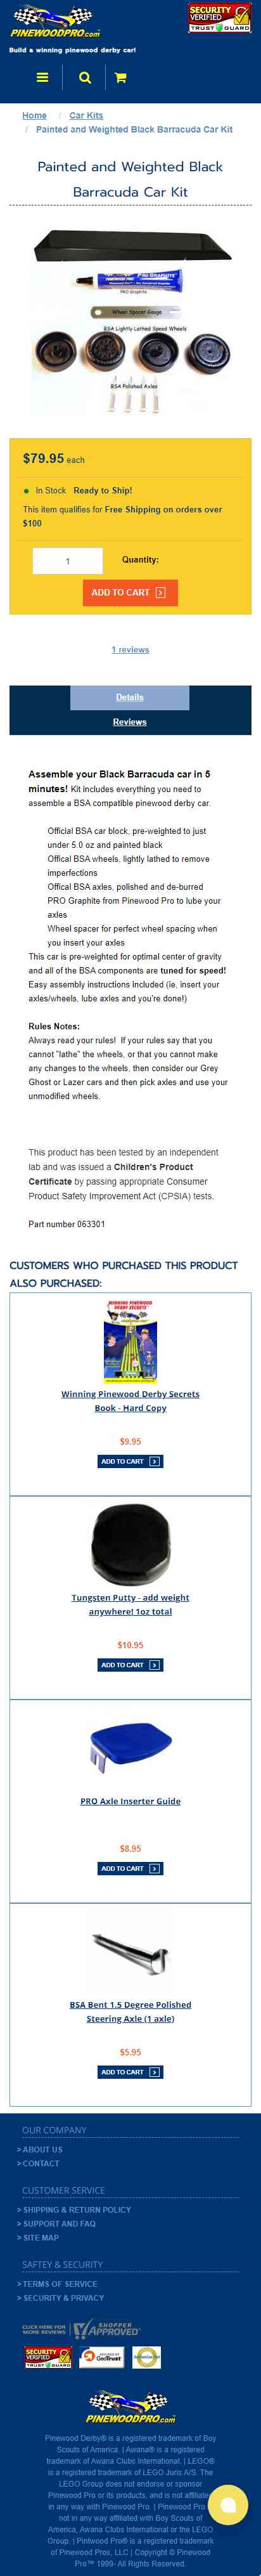 PINEWOODPRO.COM
SECURITY
VERIFIED
TRUST GUARD
Build a winning pinewood derby car!
Home / Car Kits
/ Painted and Weighted Black Barracuda Car Kit
Painted and Weighted Black
Barracuda Car Kit
PRO Graphite
Wheel Spacer Gauge
BSA Lightly Lathed Speed Wheels
BSA Polished Axles
$79.95 each
In Stock Ready to Ship!
This item qualifies for Free Shipping on orders over
$100
1
Quantity:
ADD TO CART
1 reviews
Details
Reviews
Assemble your Black Barracuda car in 5
minutes! Kit includes everything you need to
assemble a BSA compatible pinewood derby car.
Official BSA car block, pre-weighted to just
under 5.0 oz and painted black
Official BSA wheels, lightly lathed to remove
imperfections
Official BSA axles, polished and de-burred
PRO Graphite from Pinewood Pro to lube your
axles
Wheel spacer for perfect wheel spacing when
you insert your axles
This car is pre-weighted for optimal center of gravity
and all of the BSA components are tuned for speed!
Easy assembly instructions included (ie, insert your
axles/wheels, lube axles and you're done!)
Rules Notes:
Always read your rules! If your rules say that you
cannot "lathe" the wheels, or that you cannot make
any changes to the wheels, then consider our Grey
Ghost or Lazer cars and then pick axles and use your
unmodified wheels.
This product has been tested by an independent
lab and was issued a Children's Product
Certificate by passing appropriate Consumer
Product Safety Improvement Act (CPSIA) tests.
Part number 063301
CUSTOMERS WHO PURCHASED THIS PRODUCT
ALSO PURCHASED:
WINNING PINEWOOD
DERBY SECRETS
Winning Pinewood Derby Secrets
Book - Hard Copy
$9.95
ADD TO CART
Tungsten Putty - add weight
anywhere! 1oz total
$10.95
ADD TO CART
PRO Axle Inserter Guide
$8.95
ADD TO CART
BSA Bent 1.5 Degree Polished
Steering Axle (1 axle)
$5.95
ADD TO CART
OUR COMPANY
> ABOUT US
> CONTACT
CUSTOMER SERVICE
> SHIPPING & RETURN POLICY
> SUPPORT AND FAQ
> SITE MAP
SAFTEY & SECURITY
> TERMS OF SERVICE
> SECURITY & PRIVACY
CLICK HERE FOR
MORE REVIEWS
SHOPPER
APPROVED
SECURITY
VERIFIED
TRUST GUARD
GeoTrust
PINEWOODPRO.COM
Pinewood Derby® is a registered trademark of Boy
Scouts of America. | Awana® is a registered
trademark of Awana Clubs International. | LEGO®
is a registered trademark of LEGO Juris A/S. The
LEGO Group does not endorse or sponsor
Pinewood Pro or its products, and is not affiliated
in any way with Pinewood Pro. | Pinewood Pro
not in any way affiliated with Boy Scouts of
America, Awana Clubs International or the LEGO
Group. | Pintwood Pro® is a registered trademark
of Pinewood Pros, LLC | Copyright © Pinewood
Pro™ 1999- All Rights Reserved.